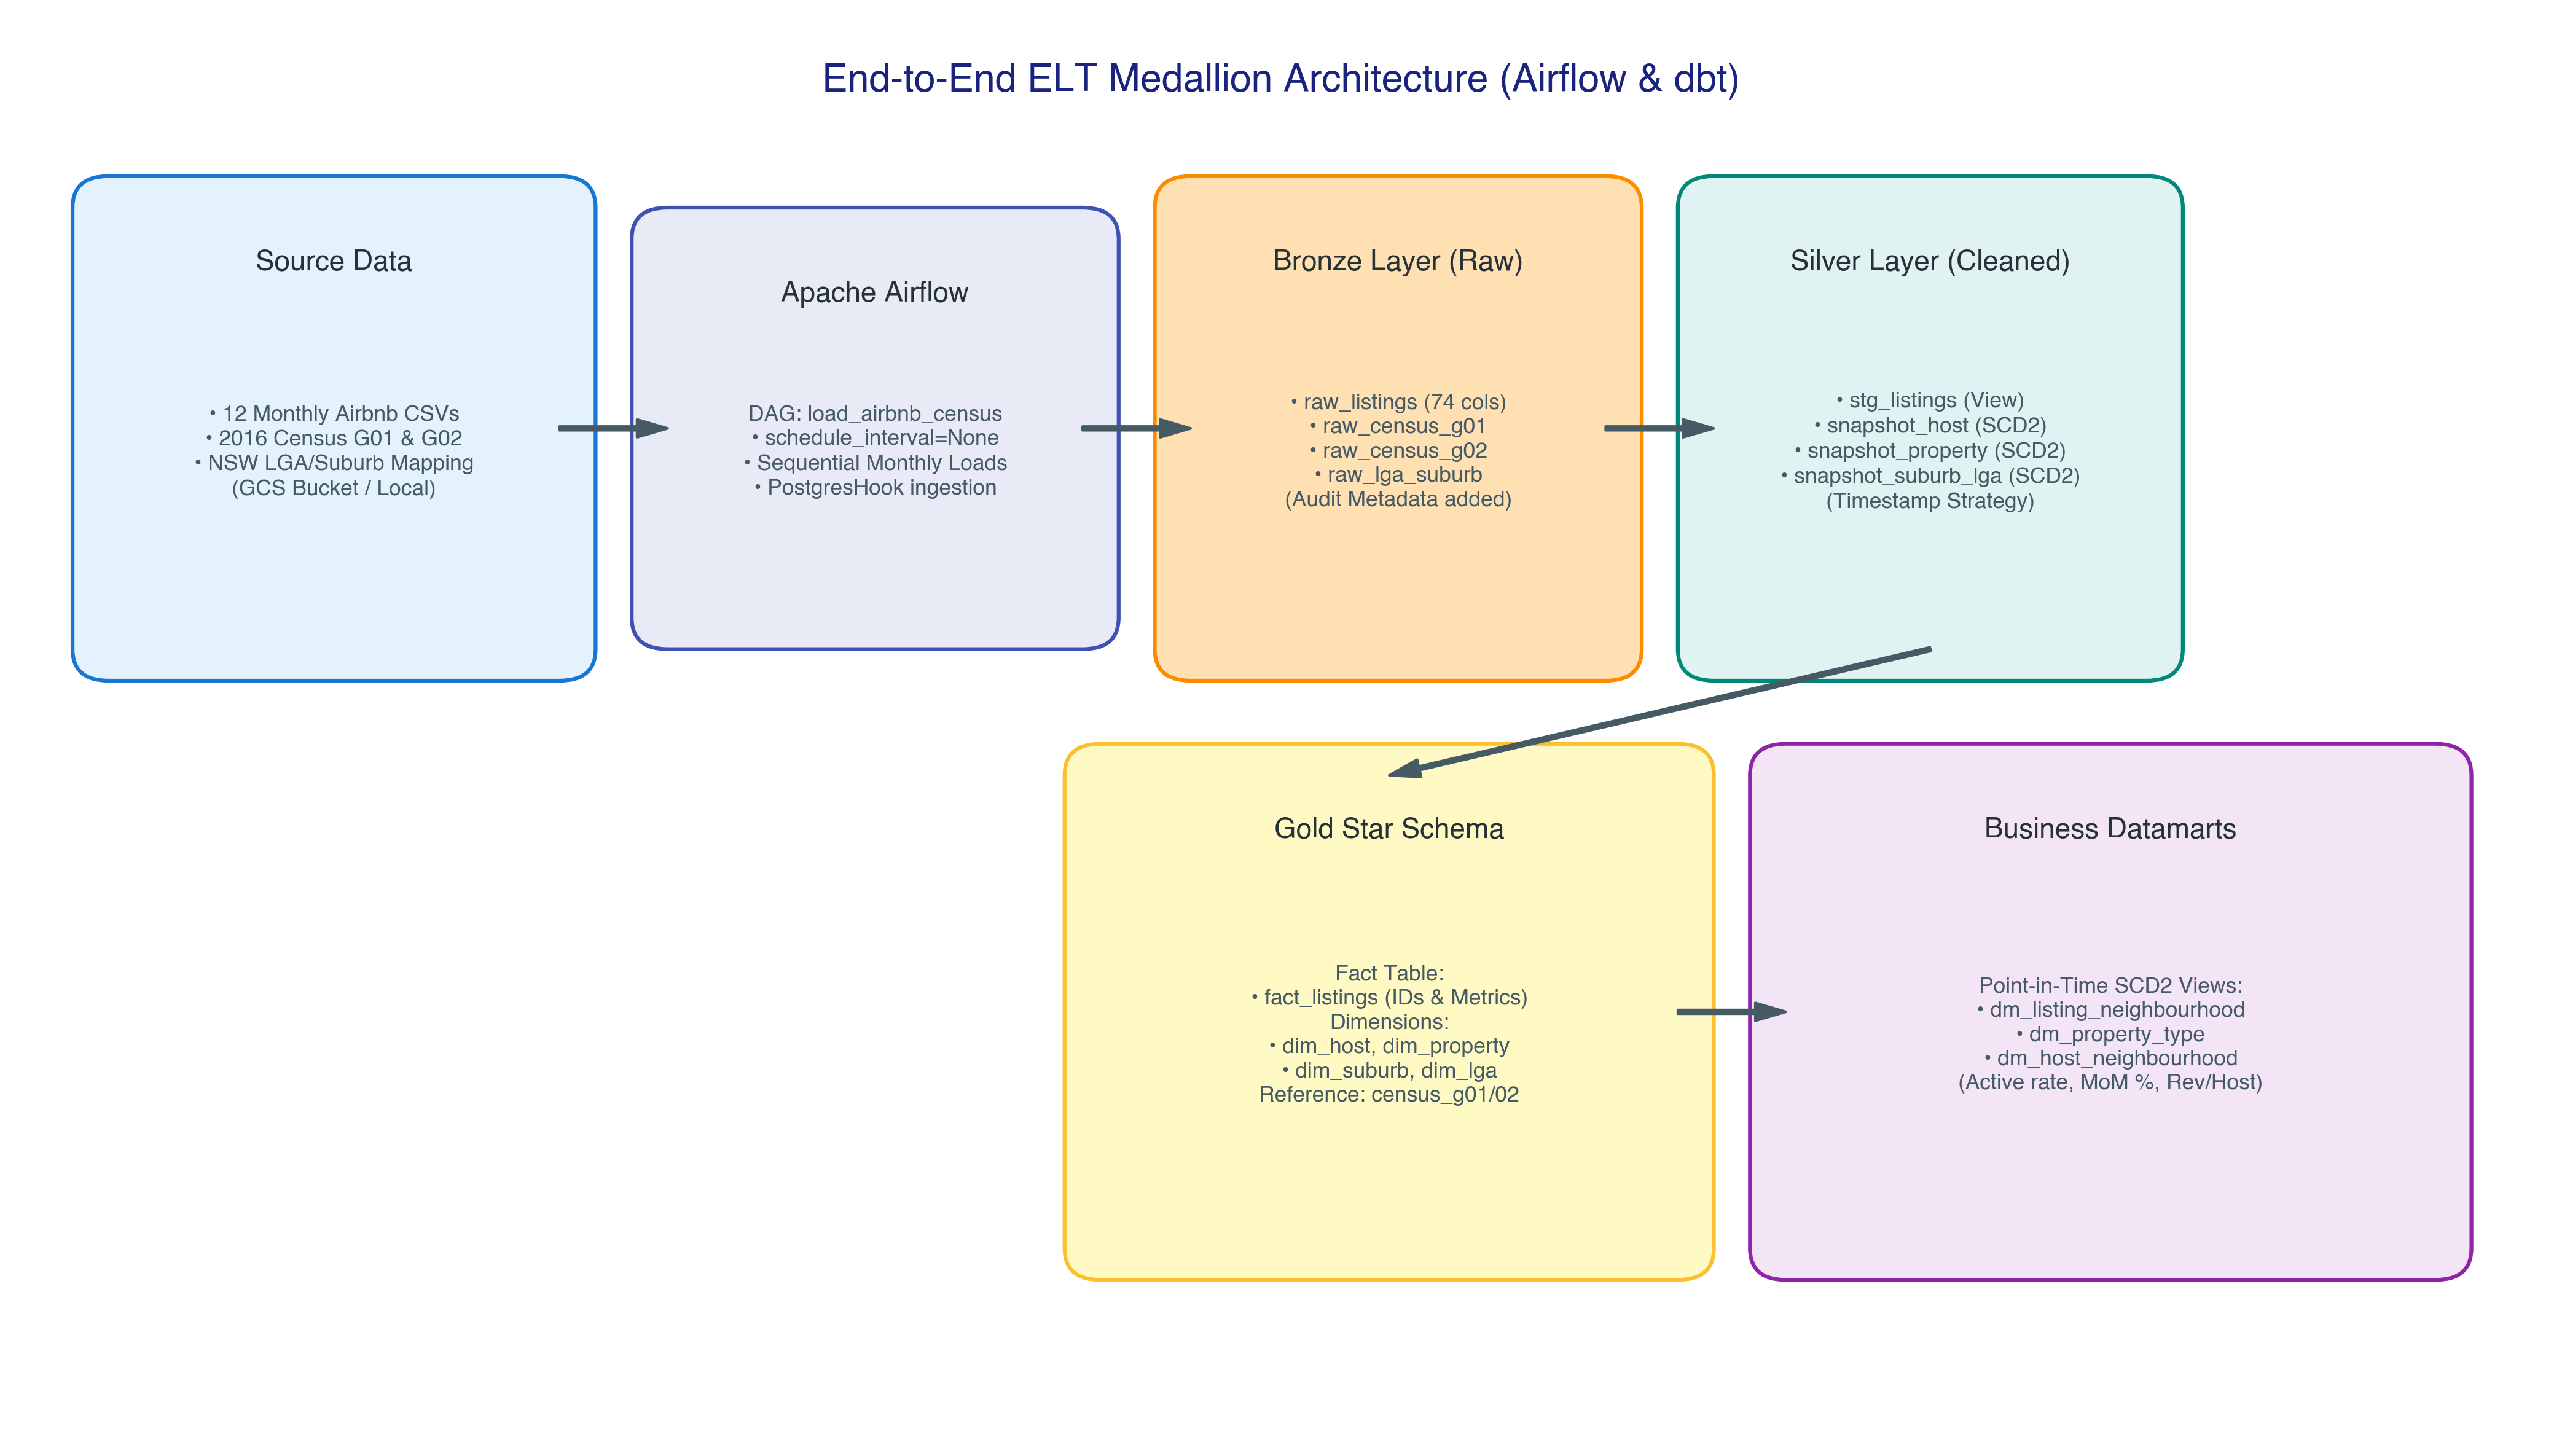 End-to-End ELT Medallion Architecture (Airflow & dbt)
Source Data
• 12 Monthly Airbnb CSVs
• 2016 Census G01 & G02
• NSW LGA/Suburb Mapping
(GCS Bucket / Local)
Apache Airflow
DAG: load_airbnb_census
• schedule_interval=None
• Sequential Monthly Loads
• PostgresHook ingestion
Bronze Layer (Raw)
• raw_listings (74 cols)
• raw_census_g01
• raw_census_g02
• raw_lga_suburb
(Audit Metadata added)
Silver Layer (Cleaned)
• stg_listings (View)
• snapshot_host (SCD2)
• snapshot_property (SCD2)
• snapshot_suburb_lga (SCD2)
(Timestamp Strategy)
Gold Star Schema
Fact Table:
• fact_listings (IDs & Metrics)
Dimensions:
• dim_host, dim_property
• dim_suburb, dim_lga
Reference: census_g01/02
Business Datamarts
Point-in-Time SCD2 Views:
• dm_listing_neighbourhood
• dm_property_type
• dm_host_neighbourhood
(Active rate, MoM %, Rev/Host)